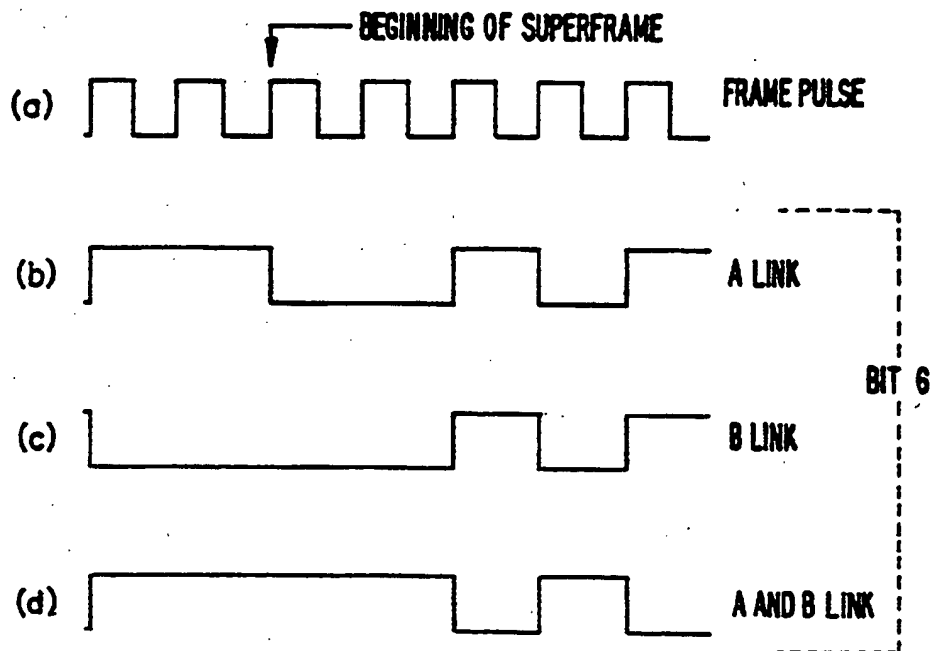 BEGINNING OF SUPERFRAME
(a) FRAME PULSE
(b) A LINK
BIT 6
(c) B LINK
(d) A AND B LINK